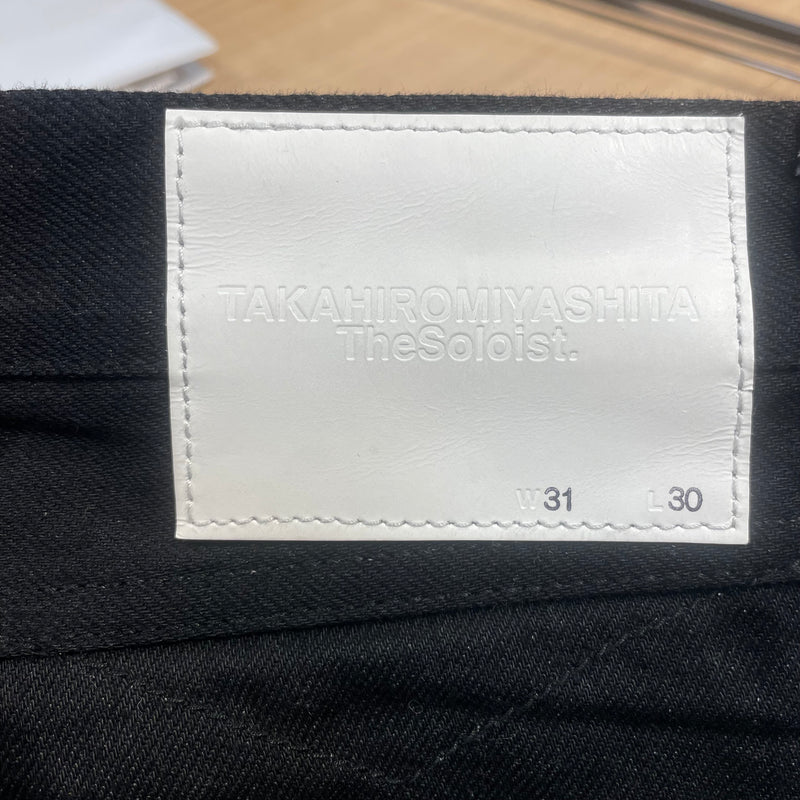 TAKAHIROMIYASHITA
TheSoloist.
W31 L30